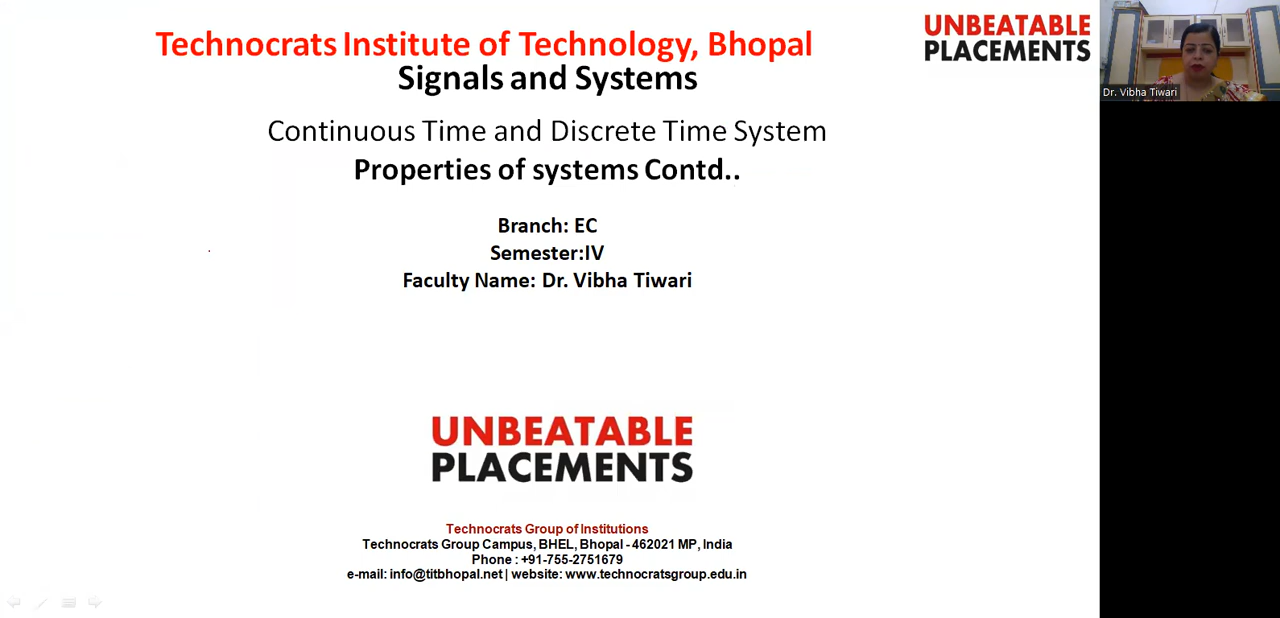 Technocrats Institute of Technology, Bhopal
Signals and Systems
UNBEATABLE
PLACEMENTS
Dr. Vibha Tiwari
Continuous Time and Discrete Time System
Properties of systems Contd..
Branch: EC
Semester:IV
Faculty Name: Dr. Vibha Tiwari
UNBEATABLE
PLACEMENTS
Technocrats Group of Institutions
Technocrats Group Campus, BHEL, Bhopal - 462021 MP, India
Phone : +91-755-2751679
e-mail: info@titbhopal.net | website: www.technocratsgroup.edu.in